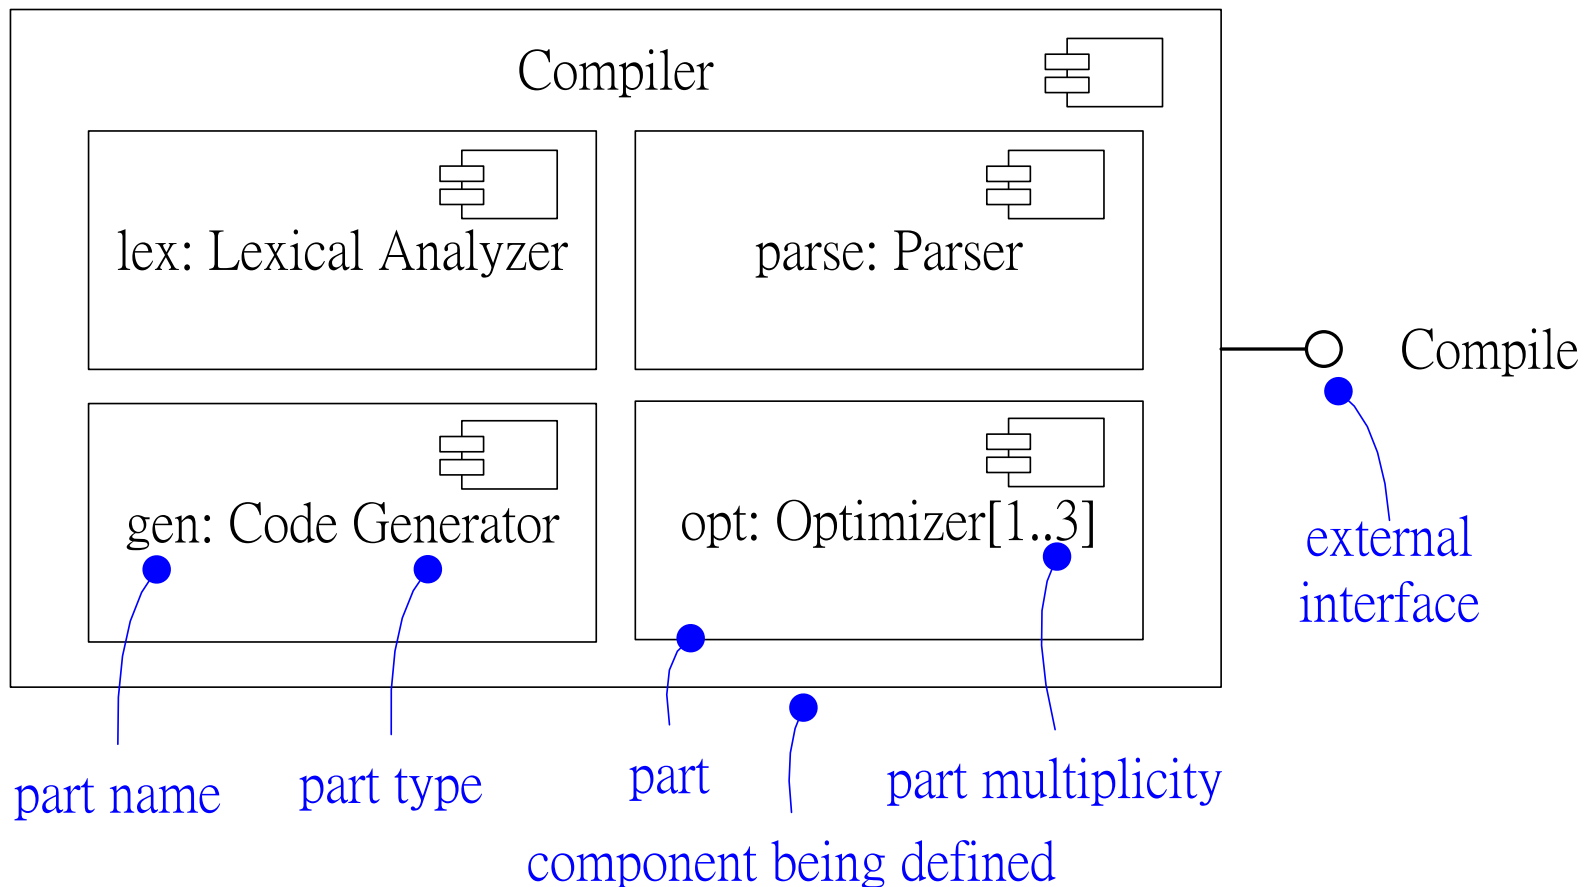 Compiler
lex: Lexical Analyzer
parse: Parser
Compile
gen: Code Generator
opt: Optimizer[1..3]
external
interface
part name
part type
part
part multiplicity
component being defined